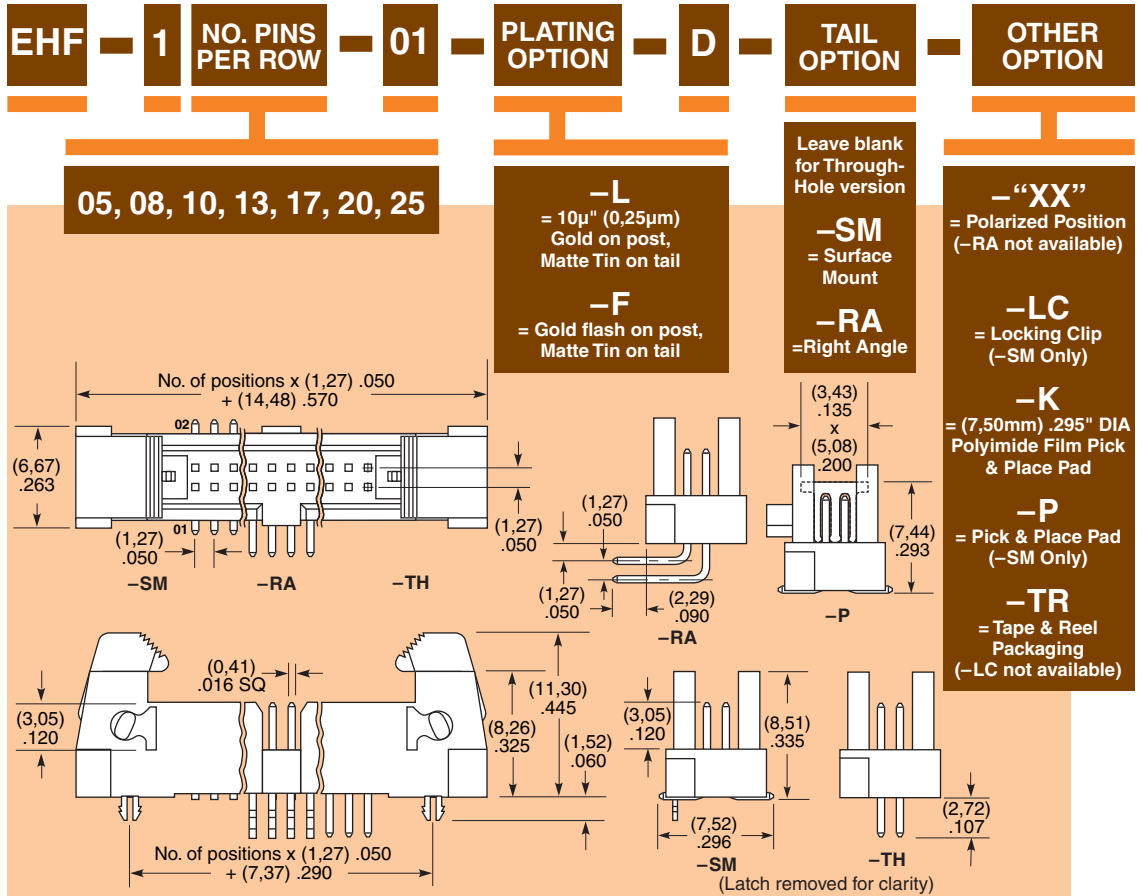 EHF – 1 NO. PINS PER ROW – 01 – PLATING OPTION – D – TAIL OPTION – OTHER OPTION
05, 08, 10, 13, 17, 20, 25
–L
= 10µ" (0,25µm)
Gold on post,
Matte Tin on tail
–F
= Gold flash on post,
Matte Tin on tail
Leave blank
for Through-
Hole version
–SM
= Surface
Mount
–RA
=Right Angle
–“XX”
= Polarized Position
(–RA not available)
–LC
= Locking Clip
(–SM Only)
–K
= (7,50mm) .295" DIA
Polyimide Film Pick
& Place Pad
–P
= Pick & Place Pad
(–SM Only)
–TR
= Tape & Reel
Packaging
(–LC not available)
No. of positions x (1,27) .050
+ (14,48) .570
02
(6,67)
.263
01
(1,27)
.050
(1,27)
.050
–SM
–RA
–TH
(1,27)
.050
(1,27)
.050
(2,29)
.090
–RA
(3,43)
.135
x
(5,08)
.200
(7,44)
.293
–P
(0,41)
.016 SQ
(3,05)
.120
(8,26)
.325
(11,30)
.445
(1,52)
.060
No. of positions x (1,27) .050
+ (7,37) .290
(3,05)
.120
(8,51)
.335
(7,52)
.296
–SM
(2,72)
.107
–TH
(Latch removed for clarity)